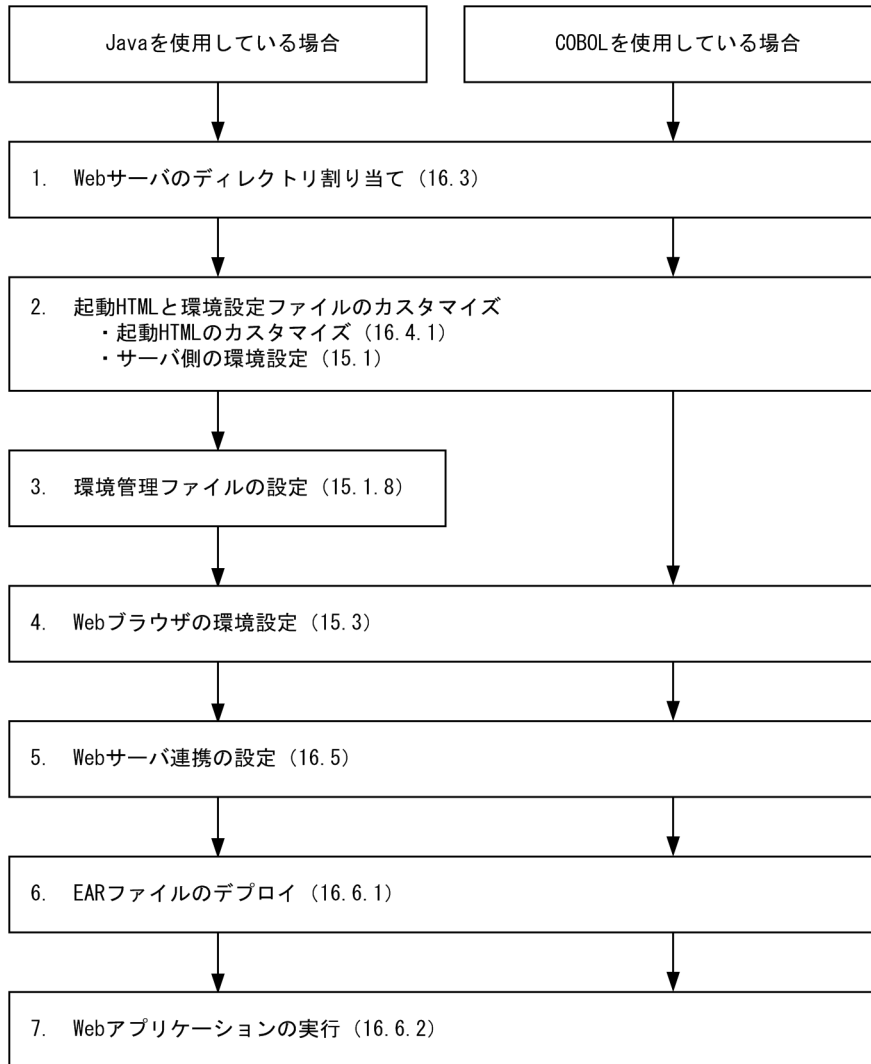 Javaを使用している場合
COBOLを使用している場合
1. Webサーバのディレクトリ割り当て(16.3)
2. 起動HTMLと環境設定ファイルのカスタマイズ
・起動HTMLのカスタマイズ(16.4.1)
・サーバ側の環境設定(15.1)
3. 環境管理ファイルの設定(15.1.8)
4. Webブラウザの環境設定(15.3)
5. Webサーバ連携の設定(16.5)
6. EARファイルのデプロイ(16.6.1)
7. Webアプリケーションの実行(16.6.2)